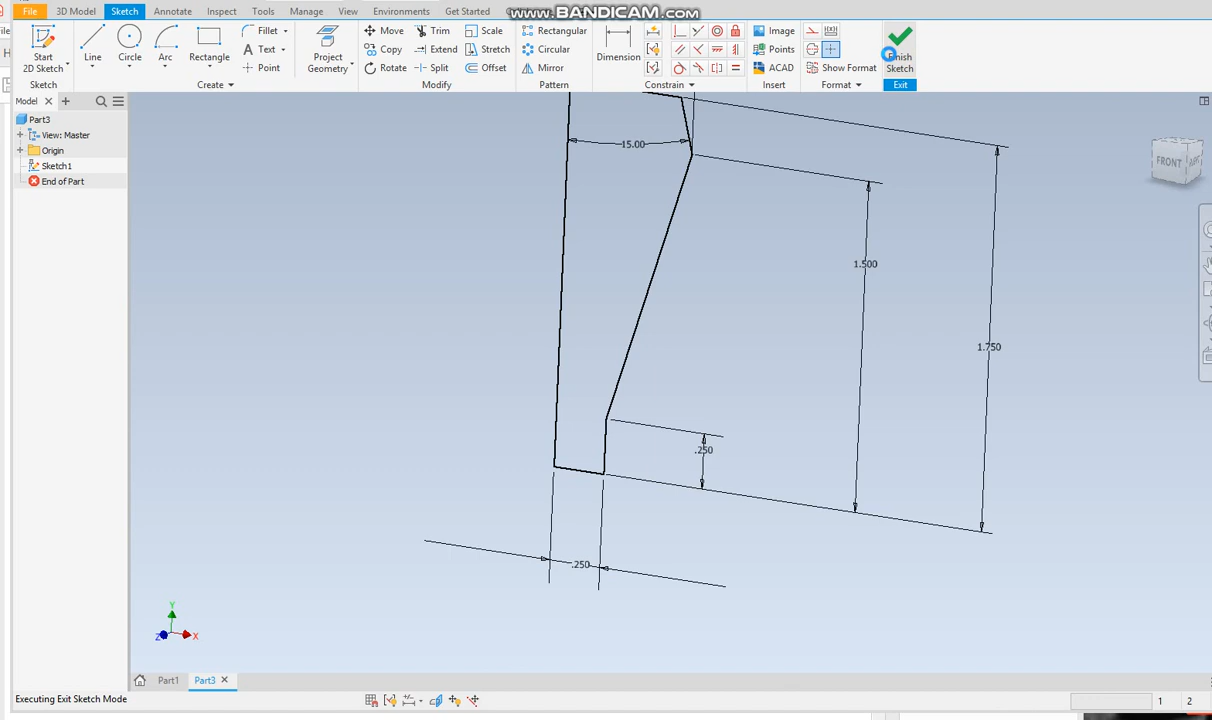 www.BANDICAM.com
File 3D Model Sketch Annotate Inspect Tools Manage View Environments Get Started
Start
2D Sketch
Line
Circle
Arc
Rectangle
Fillet
Text
Point
Project
Geometry
Move
Copy
Rotate
Trim
Extend
Split
Scale
Stretch
Offset
Rectangular
Circular
Mirror
Dimension
Image
Points
ACAD
Show Format
Finish
Sketch
Sketch Create Modify Pattern Constrain Insert Format Exit
Model
Part3
View: Master
Origin
Sketch1
End of Part
FRONT
15.00
1.500
1.750
.250
.250
Y
Z
X
Part1 Part3
Executing Exit Sketch Mode
1 2